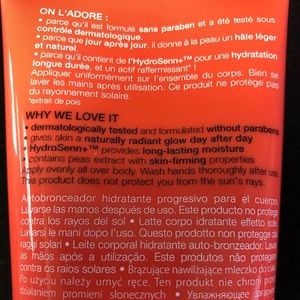 ON L'ADORE :
• parce qu'il est formulé sans paraben et a été testé sous
contrôle dermatologique.
• parce que jour après jour, il donne à la peau un hâle léger
et naturel.
• parce qu'il contient de l'HydroSenn+™ pour une hydratation
longue durée, et un actif raffermissant* !
Appliquer uniformément sur l'ensemble du corps. Bien se
laver les mains après utilisation. Ce produit ne protège pas
du rayonnement solaire.
*extrait de pois
WHY WE LOVE IT
• dermatologically tested and formulated without parabens
• gives skin a naturally radiant glow day after day
• HydroSenn+™ provides long-lasting moisture
• contains peas extract with skin-firming properties
Apply evenly all over body. Wash hand after using.
This product does not protect you from the sun's rays.
Autobronceador hidratante progresivo para el cuerpo
Lavarse las manos después de uso. Este producto no protege
contra los rayos del sol • Latte corpo idratante effetto sole
Lavarsi le mani dopo l'uso. Questo prodotto non protegge dai
raggi solari • Leite corporal hidratante auto-bronzeador. Lavar
as mãos após a utilização. Este produtos não protege
contra os raios solares • Brązujące nawilżające mleczko do ciała
Po użyciu należy umyć ręce. Ten produkt nie chroni przed
działaniem promieni słonecznych • Увлажняющее